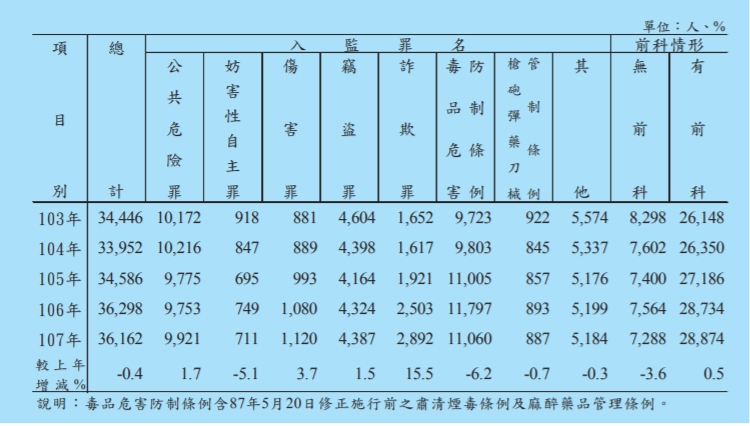 單位：人、%
項目別 總計 入監罪名 前科情形
公共危險罪 妨害性自主罪 傷害罪 竊盜罪 詐欺罪 毒品危害防制條例 槍砲彈藥刀械管制條例 其他 無前科 有前科
103年 34,446 10,172 918 881 4,604 1,652 9,723 922 5,574 8,298 26,148
104年 33,952 10,216 847 889 4,398 1,617 9,803 845 5,337 7,602 26,350
105年 34,586 9,775 695 993 4,164 1,921 11,005 857 5,176 7,400 27,186
106年 36,298 9,753 749 1,080 4,324 2,503 11,797 893 5,199 7,564 28,734
107年 36,162 9,921 711 1,120 4,387 2,892 11,060 887 5,184 7,288 28,874
較上年增減% -0.4 1.7 -5.1 3.7 1.5 15.5 -6.2 -0.7 -0.3 -3.6 0.5
說明：毒品危害防制條例含87年5月20日修正施行前之肅清煙毒條例及麻醉藥品管理條例。